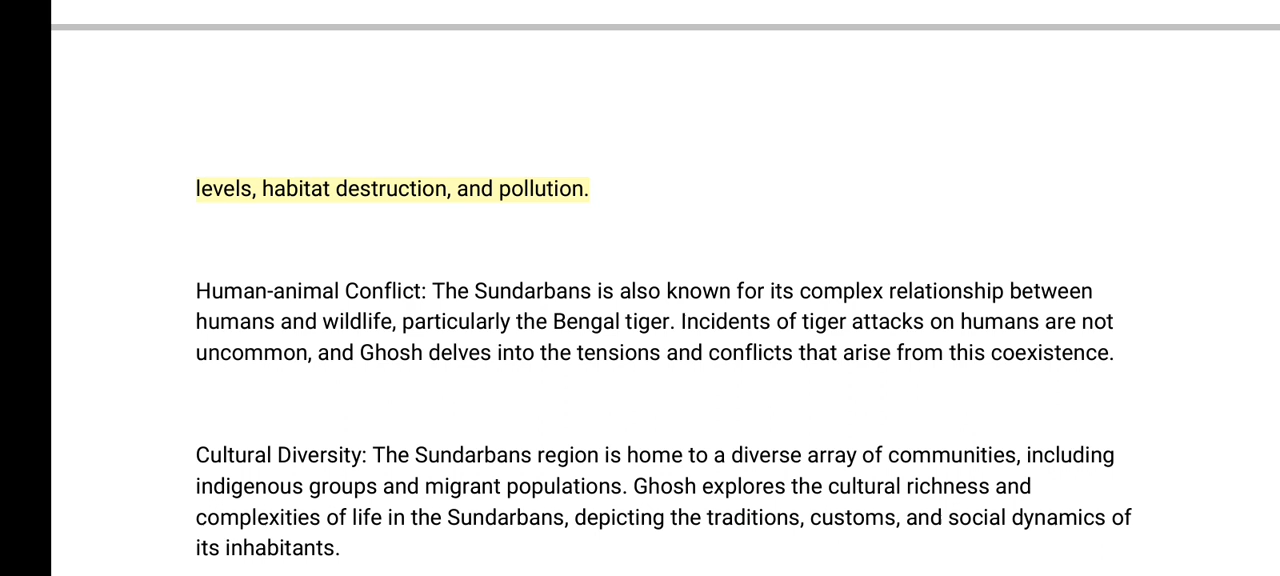 levels, habitat destruction, and pollution.
Human-animal Conflict: The Sundarbans is also known for its complex relationship between
humans and wildlife, particularly the Bengal tiger. Incidents of tiger attacks on humans are not
uncommon, and Ghosh delves into the tensions and conflicts that arise from this coexistence.
Cultural Diversity: The Sundarbans region is home to a diverse array of communities, including
indigenous groups and migrant populations. Ghosh explores the cultural richness and
complexities of life in the Sundarbans, depicting the traditions, customs, and social dynamics of
its inhabitants.